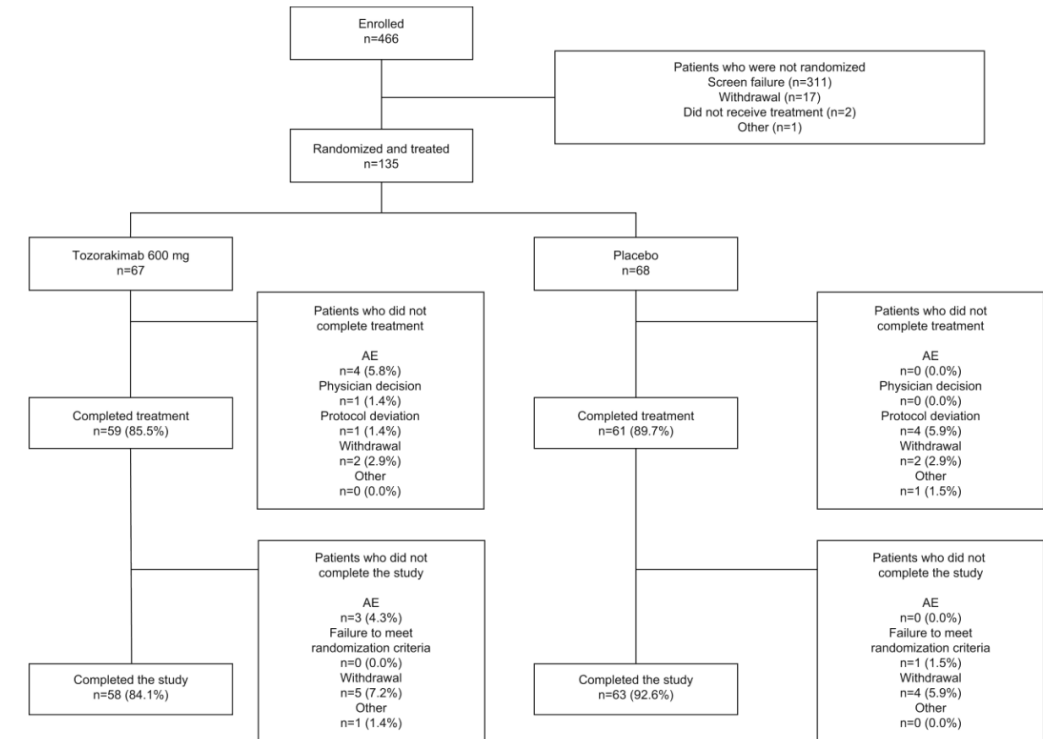 Enrolled
n=466
Patients who were not randomized
Screen failure (n=311)
Withdrawal (n=17)
Did not receive treatment (n=2)
Other (n=1)
Randomized and treated
n=135
Tozorakimab 600 mg
n=67
Placebo
n=68
Patients who did not
complete treatment
AE
n=4 (5.8%)
Physician decision
n=1 (1.4%)
Protocol deviation
n=1 (1.4%)
Withdrawal
n=2 (2.9%)
Other
n=0 (0.0%)
Patients who did not
complete treatment
AE
n=0 (0.0%)
Physician decision
n=0 (0.0%)
Protocol deviation
n=4 (5.9%)
Withdrawal
n=2 (2.9%)
Other
n=1 (1.5%)
Completed treatment
n=59 (85.5%)
Completed treatment
n=61 (89.7%)
Patients who did not
complete the study
AE
n=3 (4.3%)
Failure to meet
randomization criteria
n=0 (0.0%)
Withdrawal
n=5 (7.2%)
Other
n=1 (1.4%)
Patients who did not
complete the study
AE
n=0 (0.0%)
Failure to meet
randomization criteria
n=1 (1.5%)
Withdrawal
n=4 (5.9%)
Other
n=0 (0.0%)
Completed the study
n=58 (84.1%)
Completed the study
n=63 (92.6%)